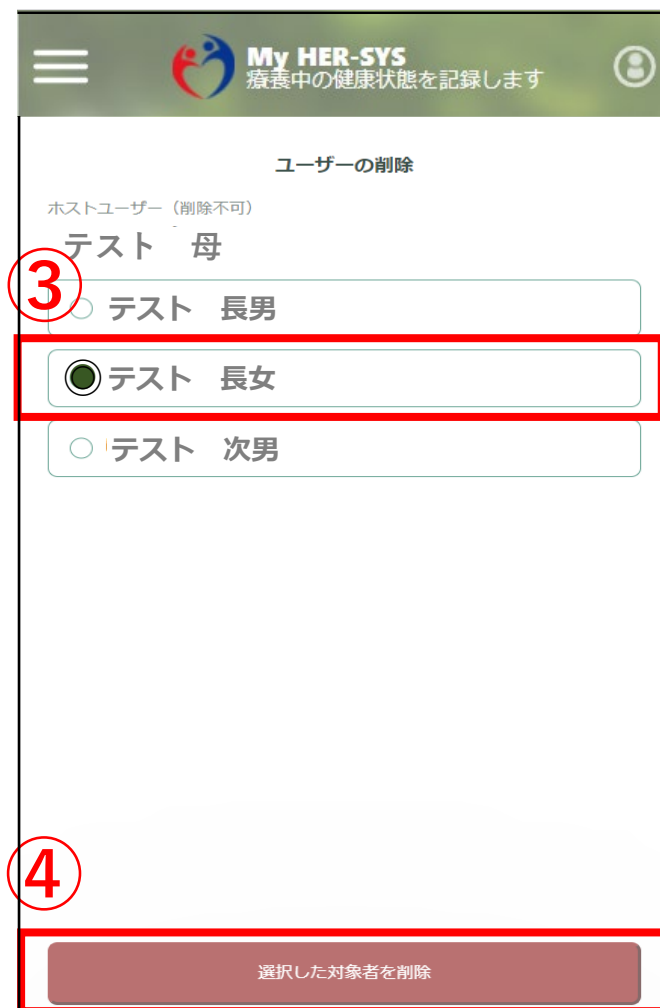 My HER-SYS
療養中の健康状態を記録します
ユーザーの削除
ホストユーザー（削除不可）
テスト　母
③
テスト　長男
テスト　長女
テスト　次男
④
選択した対象者を削除